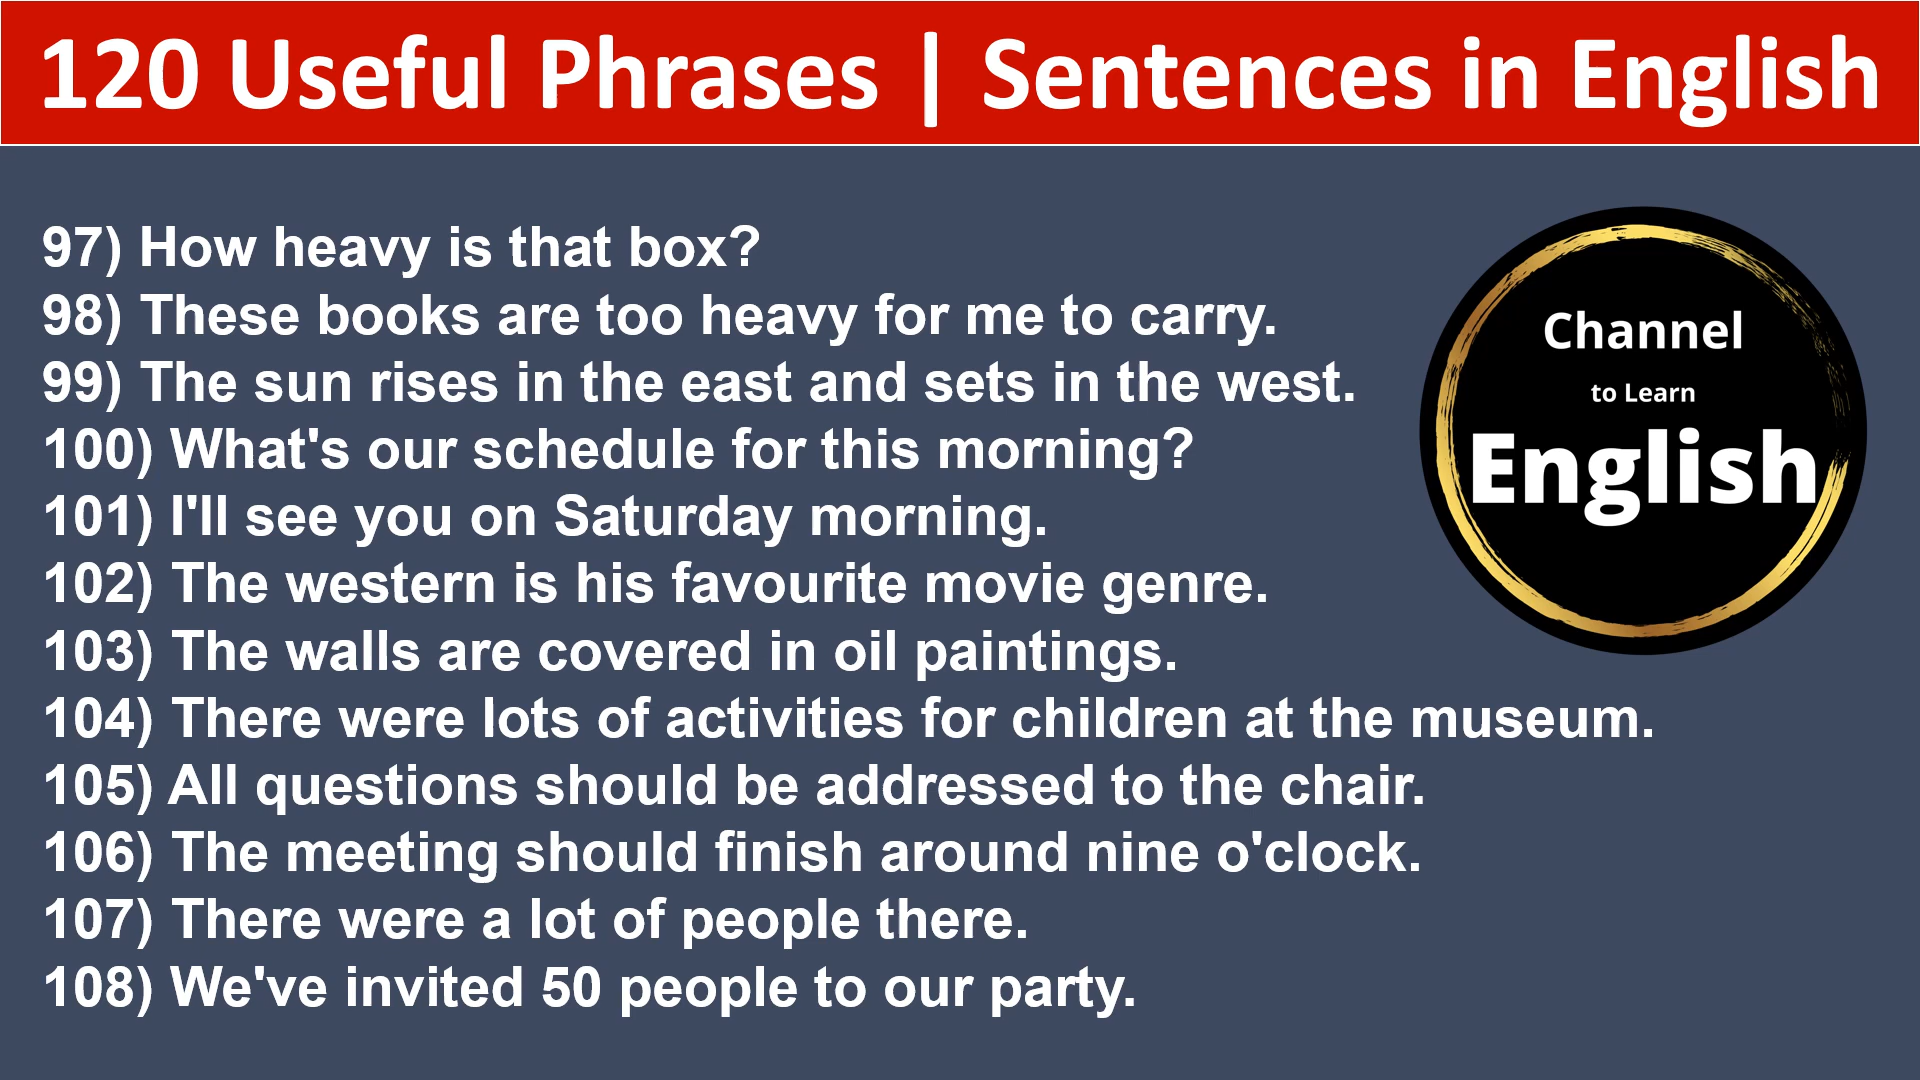 120 Useful Phrases | Sentences in English
97) How heavy is that box?
98) These books are too heavy for me to carry.
99) The sun rises in the east and sets in the west.
100) What's our schedule for this morning?
101) I'll see you on Saturday morning.
102) The western is his favourite movie genre.
103) The walls are covered in oil paintings.
104) There were lots of activities for children at the museum.
105) All questions should be addressed to the chair.
106) The meeting should finish around nine o'clock.
107) There were a lot of people there.
108) We've invited 50 people to our party.
Channel
to Learn
English